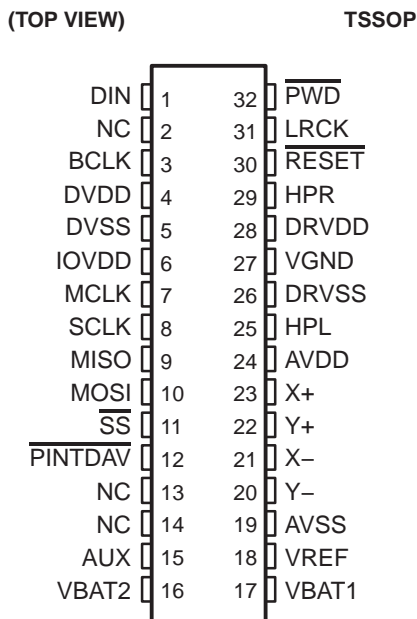 (TOP VIEW) TSSOP
DIN 1 32 PWD
NC 2 31 LRCK
BCLK 3 30 RESET
DVDD 4 29 HPR
DVSS 5 28 DRVDD
IOVDD 6 27 VGND
MCLK 7 26 DRVSS
SCLK 8 25 HPL
MISO 9 24 AVDD
MOSI 10 23 X+
SS 11 22 Y+
PINTDAV 12 21 X−
NC 13 20 Y−
NC 14 19 AVSS
AUX 15 18 VREF
VBAT2 16 17 VBAT1